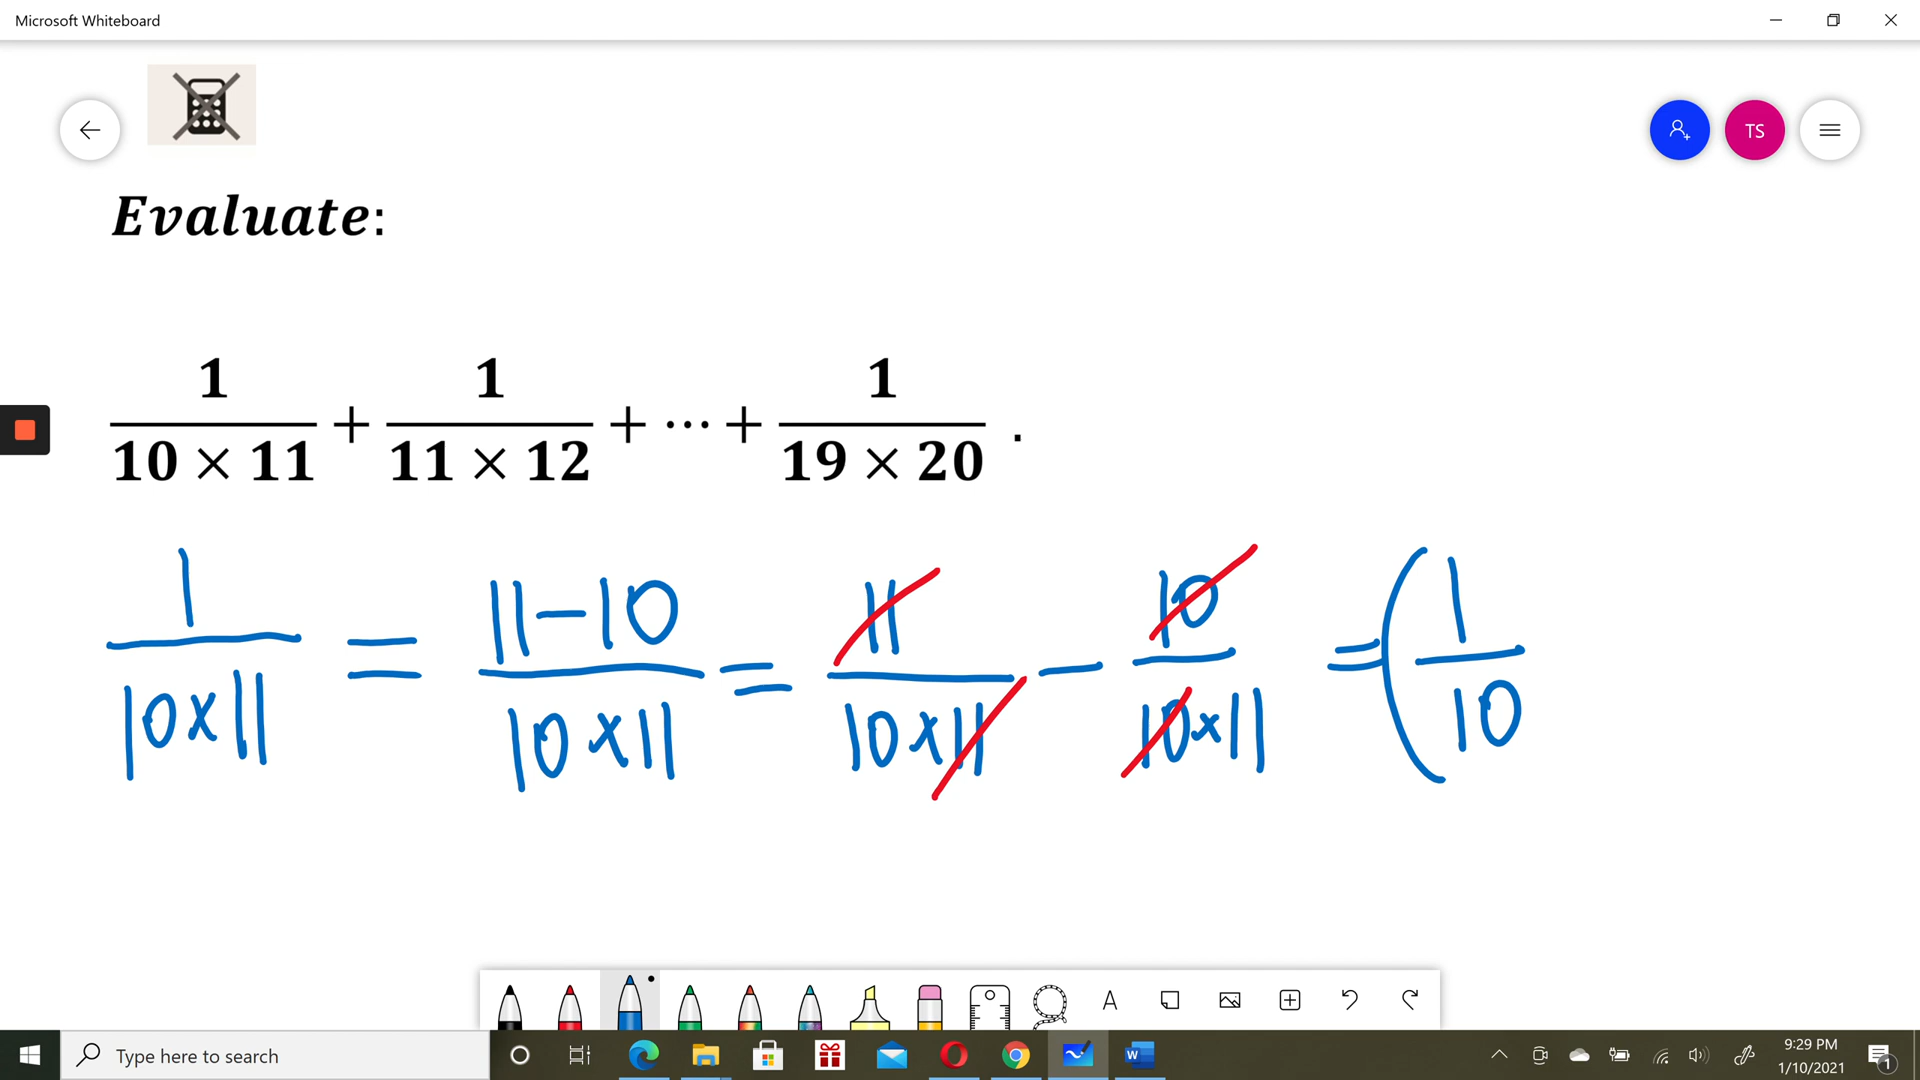 Microsoft Whiteboard
TS
Evaluate:
1/(10 × 11) + 1/(11 × 12) + ⋯ + 1/(19 × 20) .
1/(10×11) = (11−10)/(10×11) = 11/(10×11) − 10/(10×11) = (1/10
A
Type here to search
W
9:29 PM
1/10/2021
1